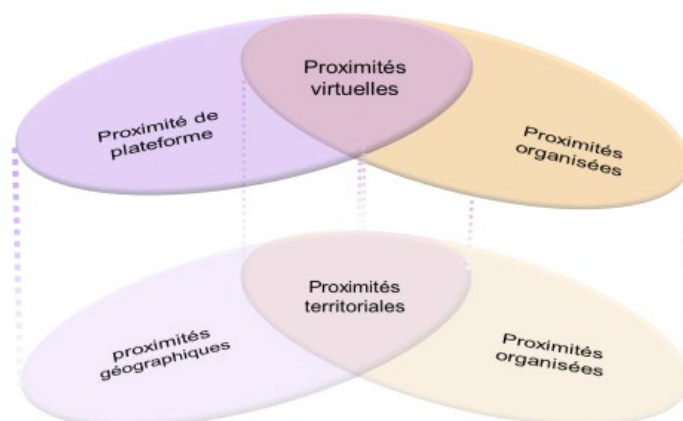 Proximités
virtuelles
Proximité de
plateforme
Proximités
organisées
Proximités
territoriales
proximités
géographiques
Proximités
organisées